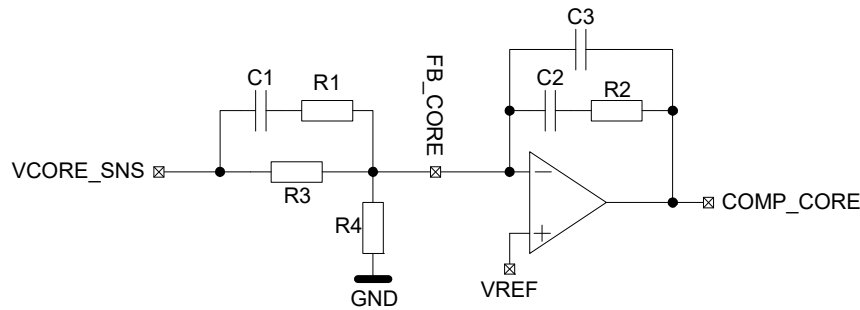 C3
C1
R1
FB_CORE
C2
R2
VCORE_SNS
R3
COMP_CORE
R4
GND
VREF